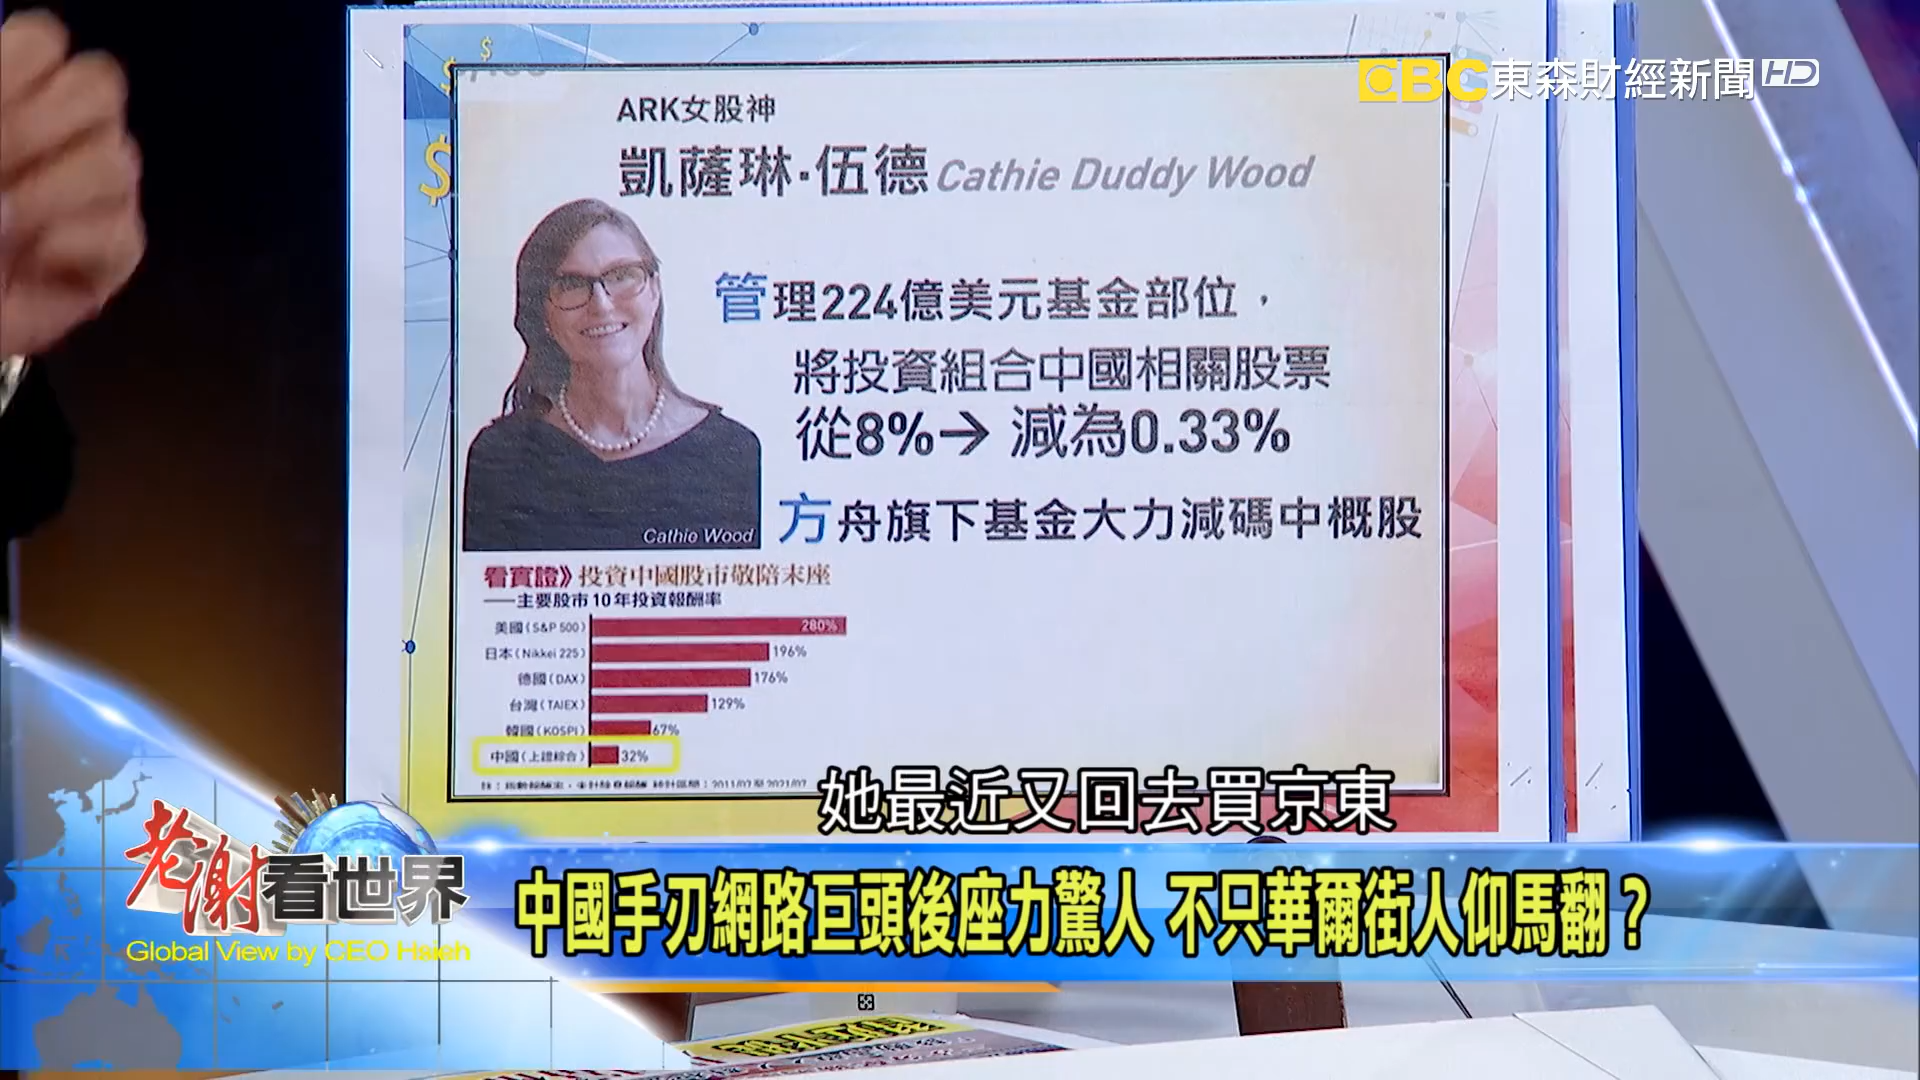 EBC 東森財經新聞 HD
ARK女股神
凱薩琳·伍德 Cathie Duddy Wood
管理224億美元基金部位，
將投資組合中國相關股票
從8%→ 減為0.33%
方舟旗下基金大力減碼中概股
Cathie Wood
看實證》投資中國股市敬陪末座
——主要股市10年投資報酬率
美國(S&P 500) 280%
日本(Nikkei 225) 196%
德國(DAX) 176%
台灣(TAIEX) 129%
韓國(KOSPI) 67%
中國(上證綜合) 32%
她最近又回去買京東
老謝看世界
Global View by CEO Hsieh
中國手刃網路巨頭後座力驚人 不只華爾街人仰馬翻？